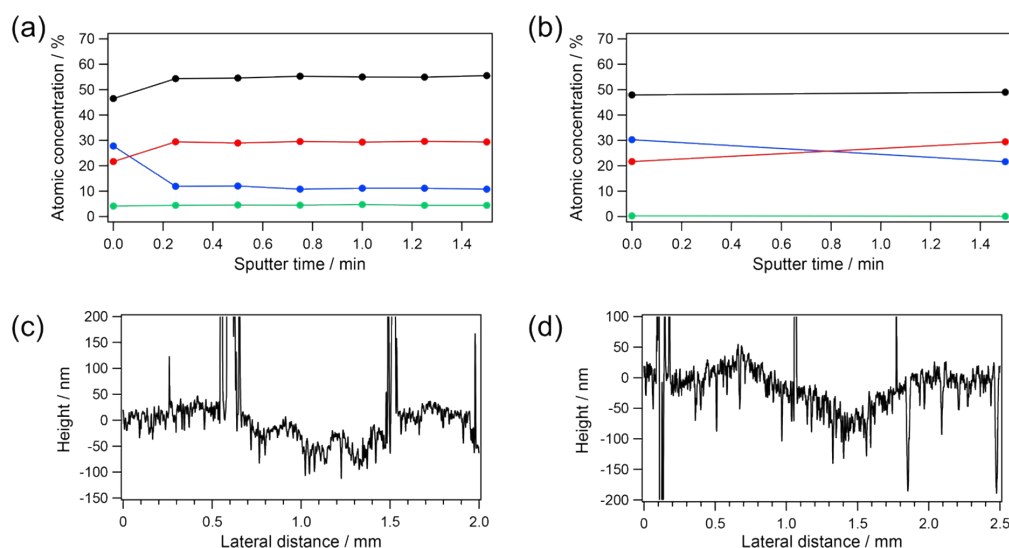 (a)
Atomic concentration / %
70
60
50
40
30
20
10
0
0.0 0.2 0.4 0.6 0.8 1.0 1.2 1.4
Sputter time / min
(b)
Atomic concentration / %
70
60
50
40
30
20
10
0
0.0 0.2 0.4 0.6 0.8 1.0 1.2 1.4
Sputter time / min
(c)
Height / nm
200
150
100
50
0
-50
-100
-150
0 0.5 1.0 1.5 2.0
Lateral distance / mm
(d)
Height / nm
100
50
0
-50
-100
-150
-200
0 0.5 1.0 1.5 2.0 2.5
Lateral distance / mm